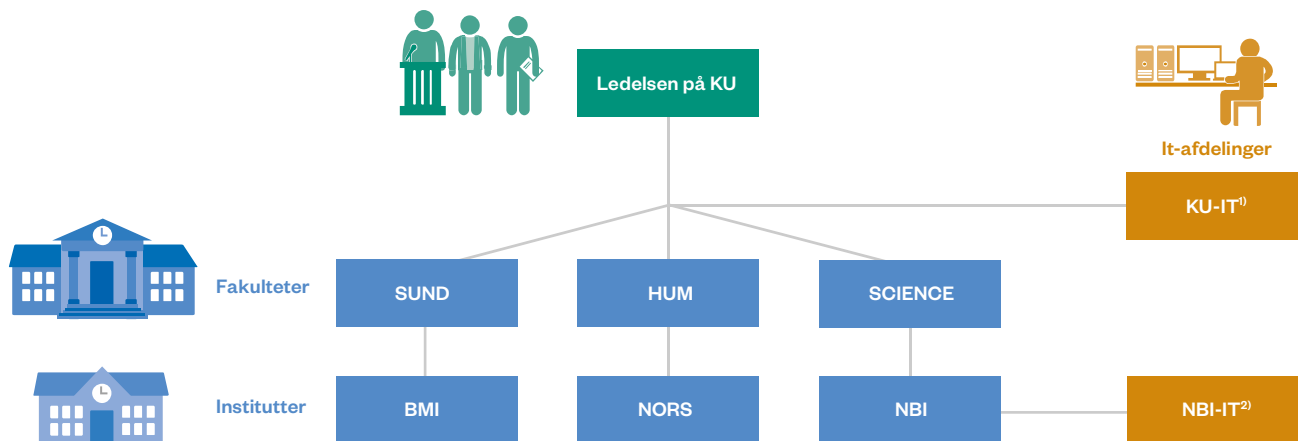 Ledelsen på KU
It-afdelinger
KU-IT¹⁾
Fakulteter
SUND
HUM
SCIENCE
Institutter
BMI
NORS
NBI
NBI-IT²⁾